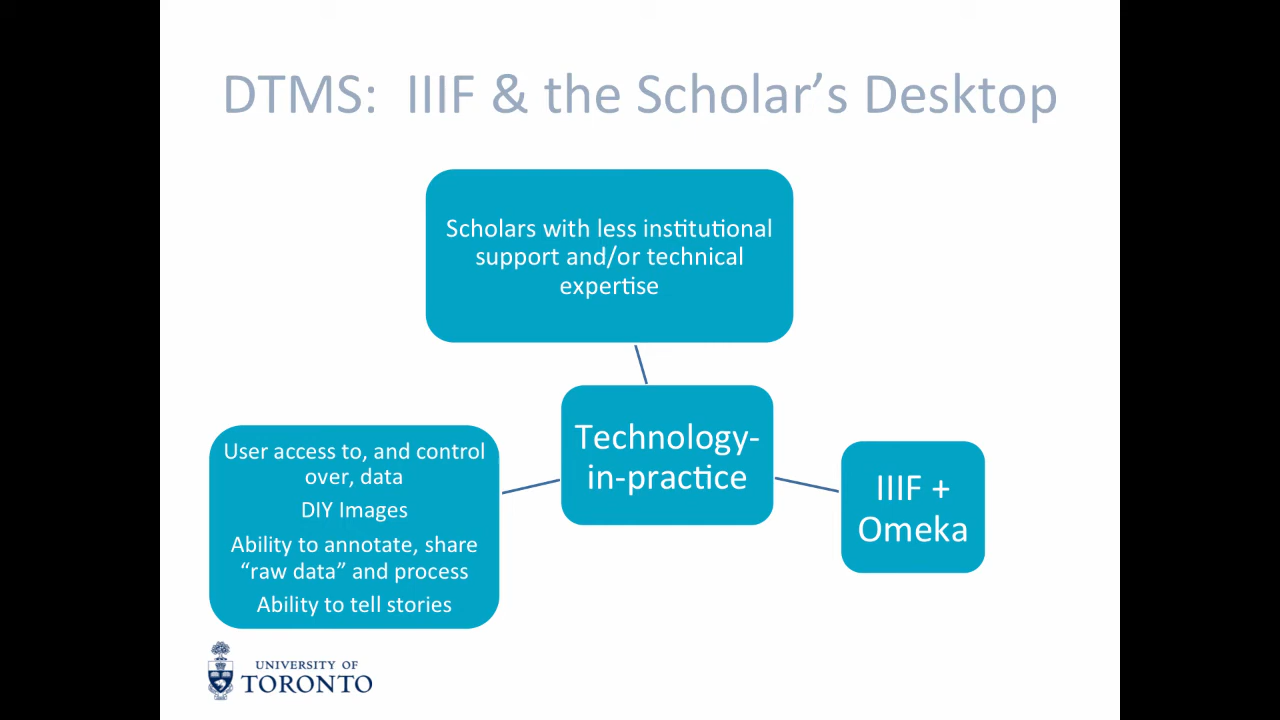 DTMS:  IIIF & the Scholar’s Desktop
Scholars with less institutional
support and/or technical
expertise
Technology-
in-practice
User access to, and control
over, data
DIY Images
Ability to annotate, share
“raw data” and process
Ability to tell stories
IIIF +
Omeka
UNIVERSITY OF
TORONTO